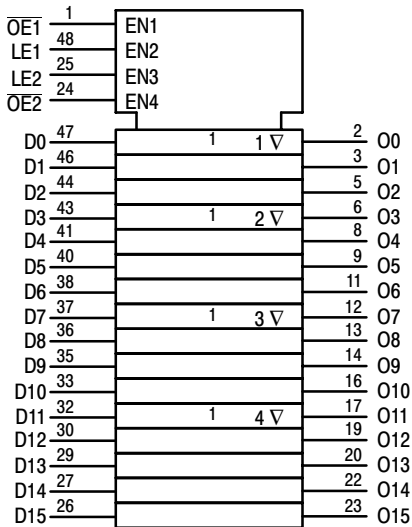 O̅E̅1̅ 1 EN1
LE1 48 EN2
LE2 25 EN3
O̅E̅2̅ 24 EN4
D0 47 1 1 ∇ 2 O0
D1 46 3 O1
D2 44 5 O2
D3 43 1 2 ∇ 6 O3
D4 41 8 O4
D5 40 9 O5
D6 38 11 O6
D7 37 1 3 ∇ 12 O7
D8 36 13 O8
D9 35 14 O9
D10 33 16 O10
D11 32 1 4 ∇ 17 O11
D12 30 19 O12
D13 29 20 O13
D14 27 22 O14
D15 26 23 O15